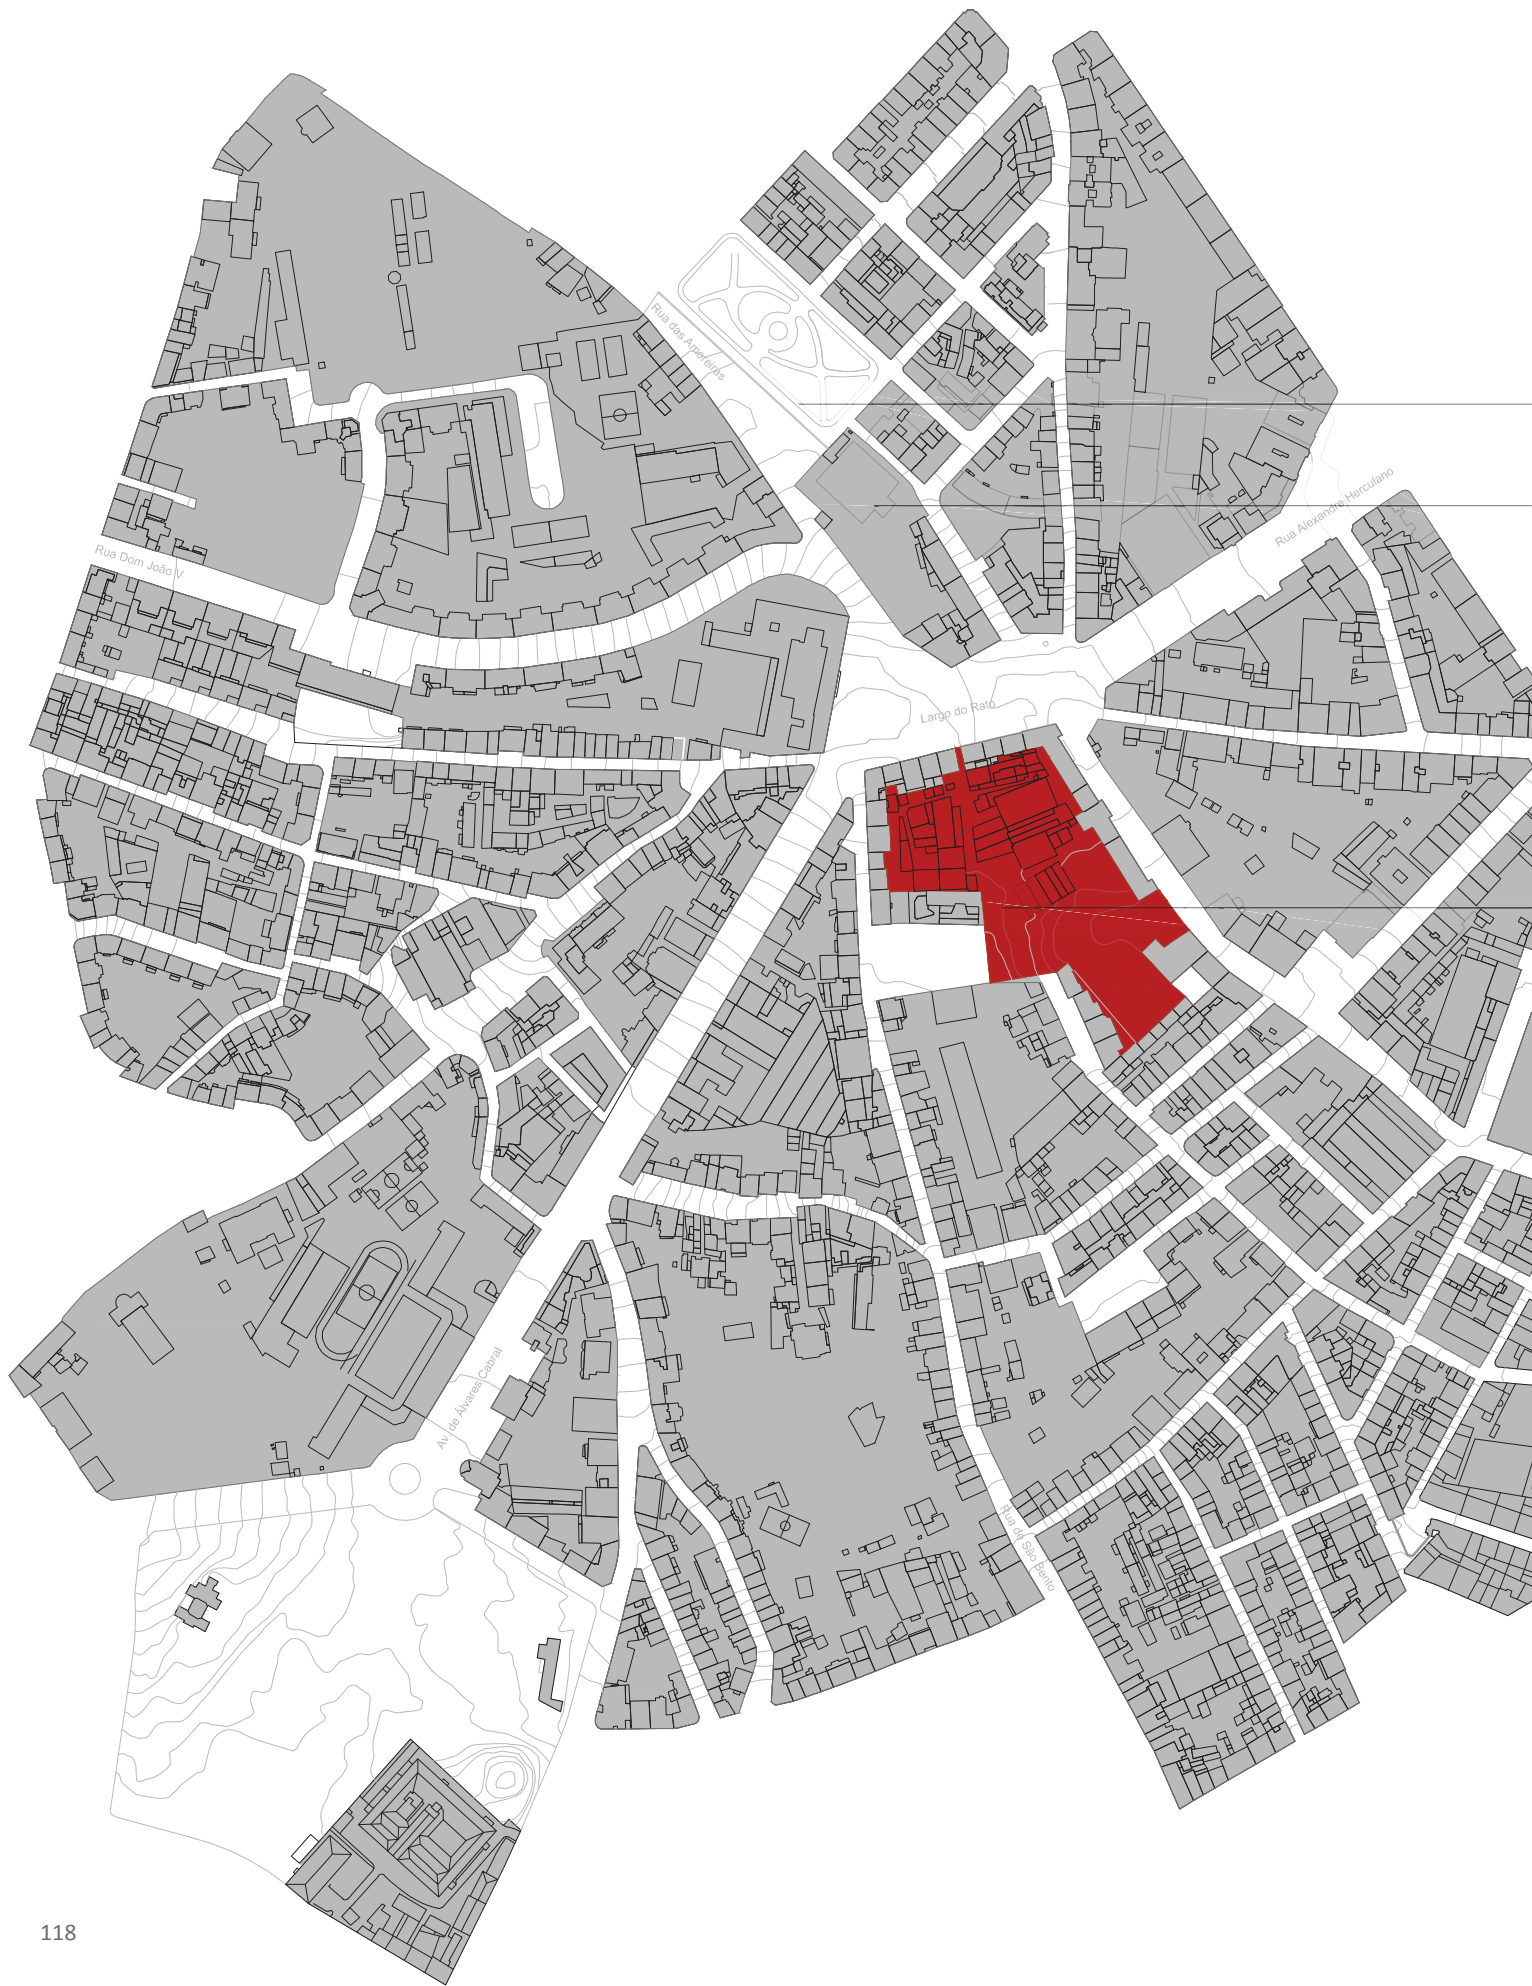 Rua das Amoreiras
Rua Alexandre Herculano
Rua Dom João V
Largo do Rato
Av. de Álvares Cabral
Rua de São Bento
118